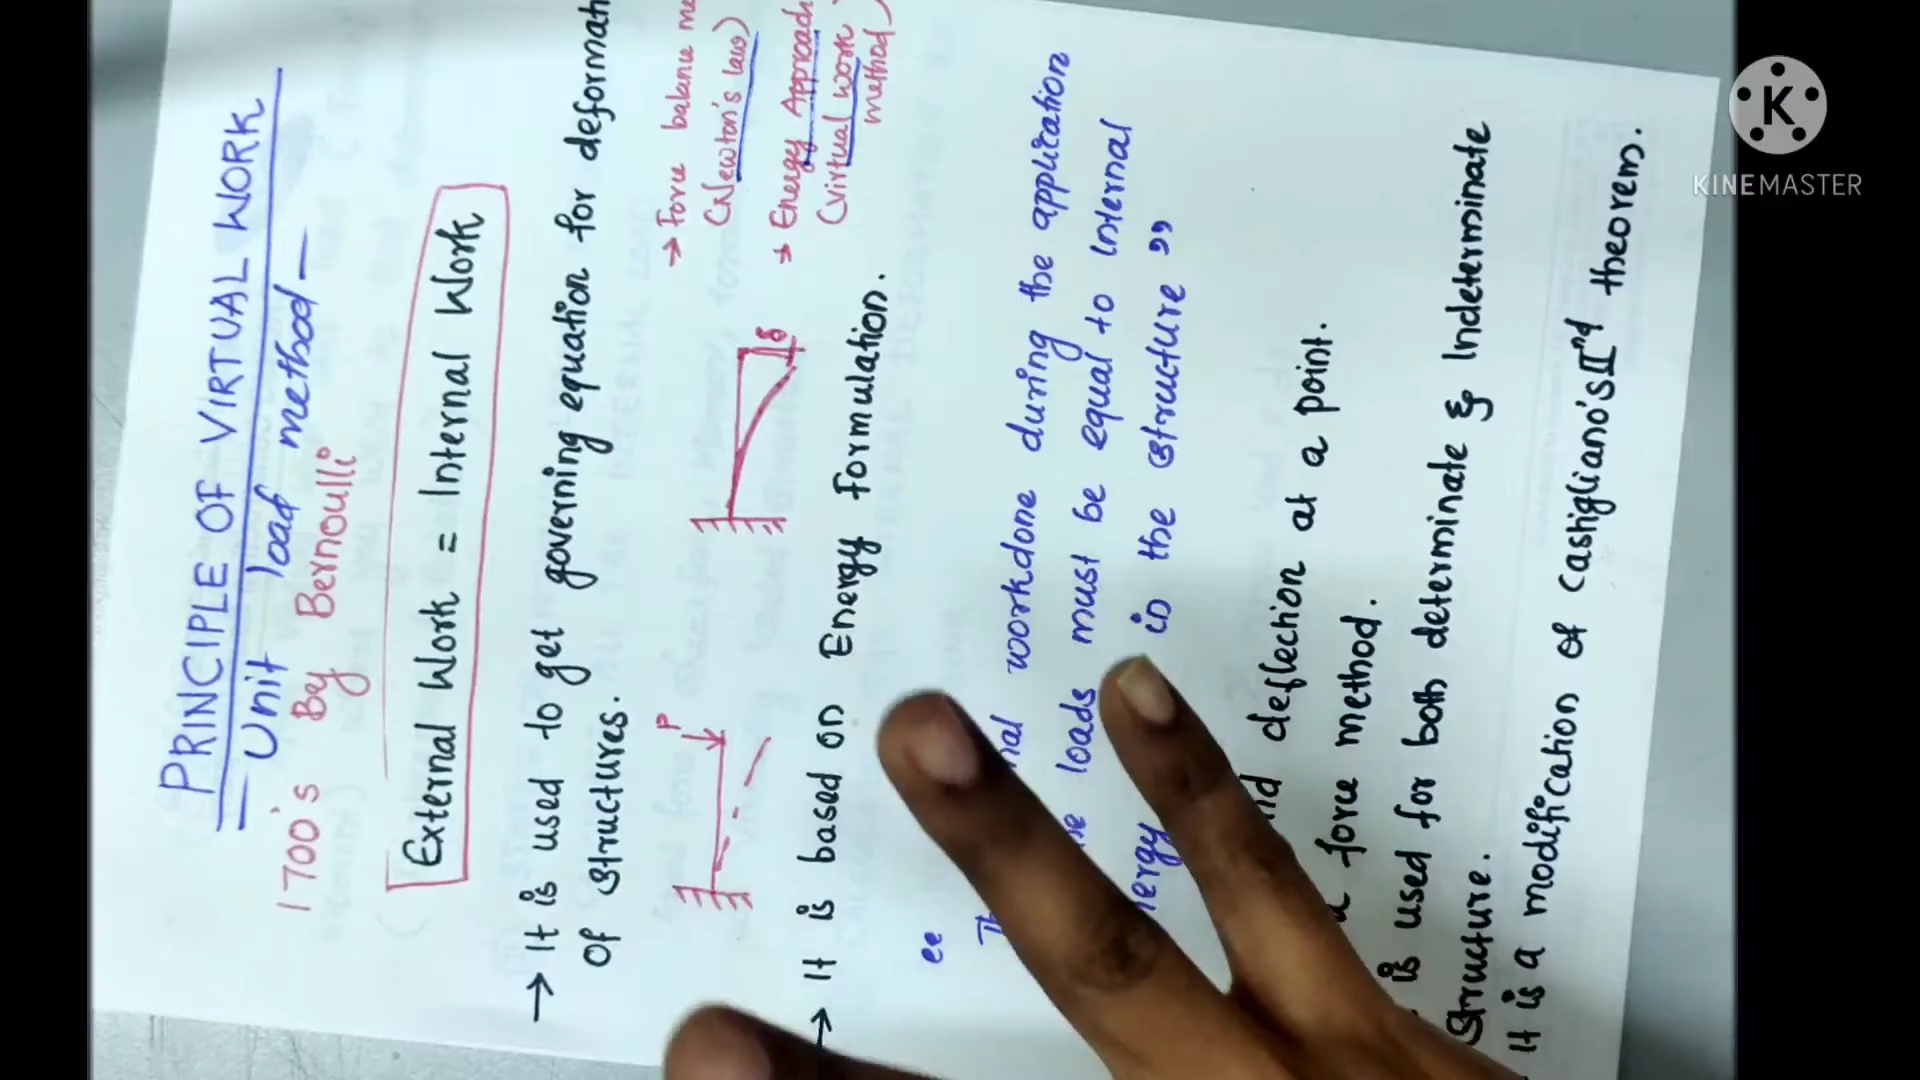 PRINCIPLE OF VIRTUAL WORK
Unit load method -
1700's By Bernoulli
External Work = Internal Work
→ It is used to get governing equation for
of structures.
P
δ
→ Force balance
(Newton's law)
→ Energy Approach
(virtual work
method)
→ It is based on Energy Formulation.
workdone during the application
loads must be equal to Internal
in the structure"
deflection at a point.
force method.
is used for both determinate & Indeterminate
Structure.
It is a modification of Castigliano's IInd theorem.
K
KINEMASTER